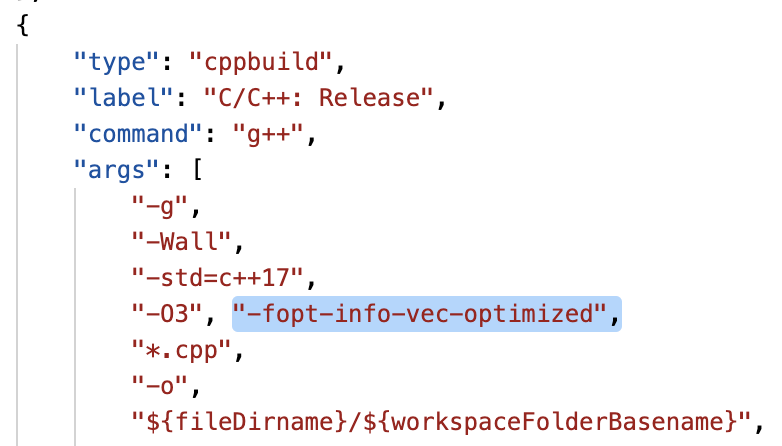 {
"type": "cppbuild",
"label": "C/C++: Release",
"command": "g++",
"args": [
"-g",
"-Wall",
"-std=c++17",
"-O3", "-fopt-info-vec-optimized",
"*.cpp",
"-o",
"${fileDirname}/${workspaceFolderBasename}",